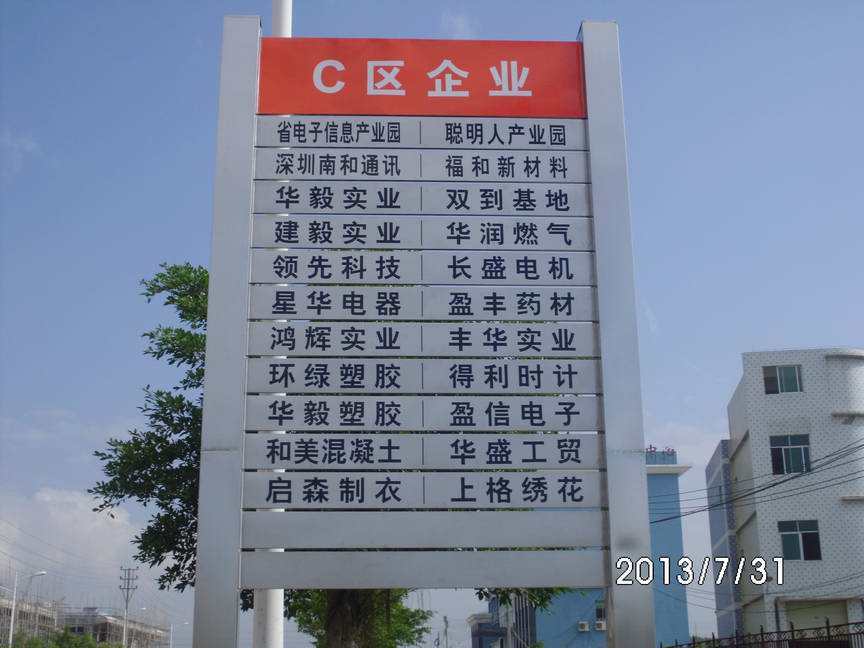 C区企业
省电子信息产业园 聪明人产业园
深圳南和通讯 福和新材料
华毅实业 双到基地
建毅实业 华润燃气
领先科技 长盛电机
星华电器 盈丰药材
鸿辉实业 丰华实业
环绿塑胶 得利时计
华毅塑胶 盈信电子
和美混凝土 华盛工贸
启森制衣 上格绣花
中心
2013/7/31